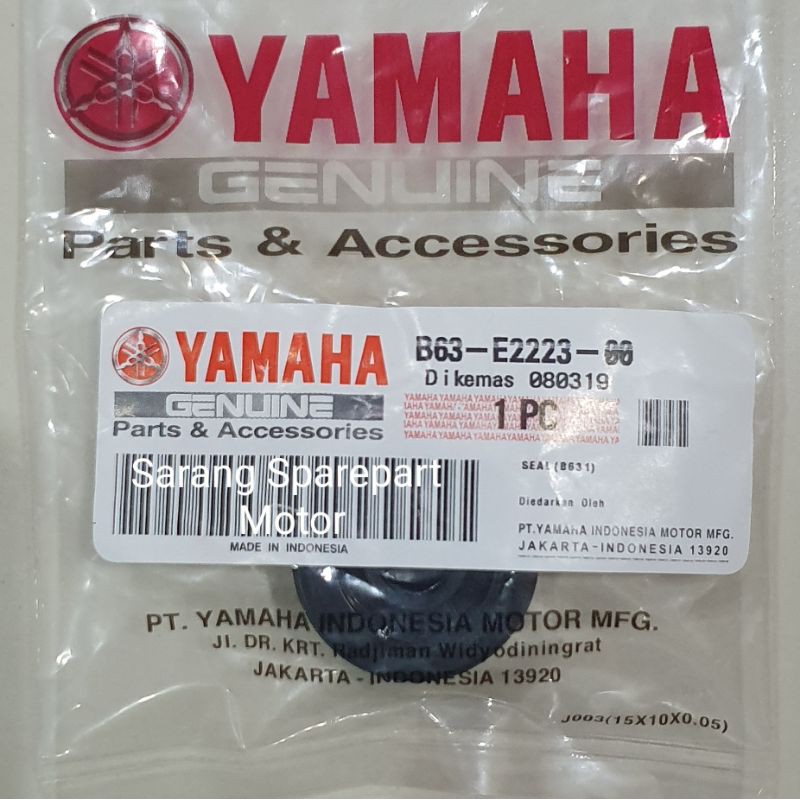 YAMAHA
GENUINE
Parts & Accessories
YAMAHA
GENUINE
Parts & Accessories
B63-E2223-00
Dikemas 080319
1 PC
SEAL(B631)
Diedarkan Oleh
PT.YAMAHA INDONESIA MOTOR MFG.
JAKARTA-INDONESIA 13920
Sarang Sparepart
Motor
MADE IN INDONESIA
PT. YAMAHA INDONESIA MOTOR MFG.
Jl. DR. KRT. Radjiman Widyodiningrat
JAKARTA - INDONESIA 13920
J003(15X10X0.05)